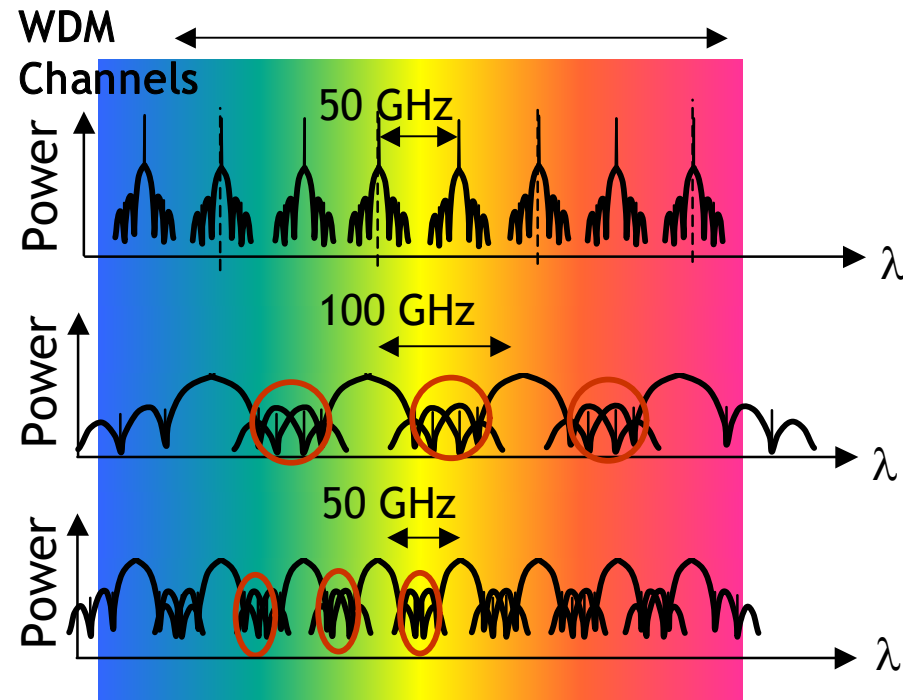 WDM
Channels
50 GHz
Power
λ
100 GHz
Power
λ
50 GHz
Power
λ